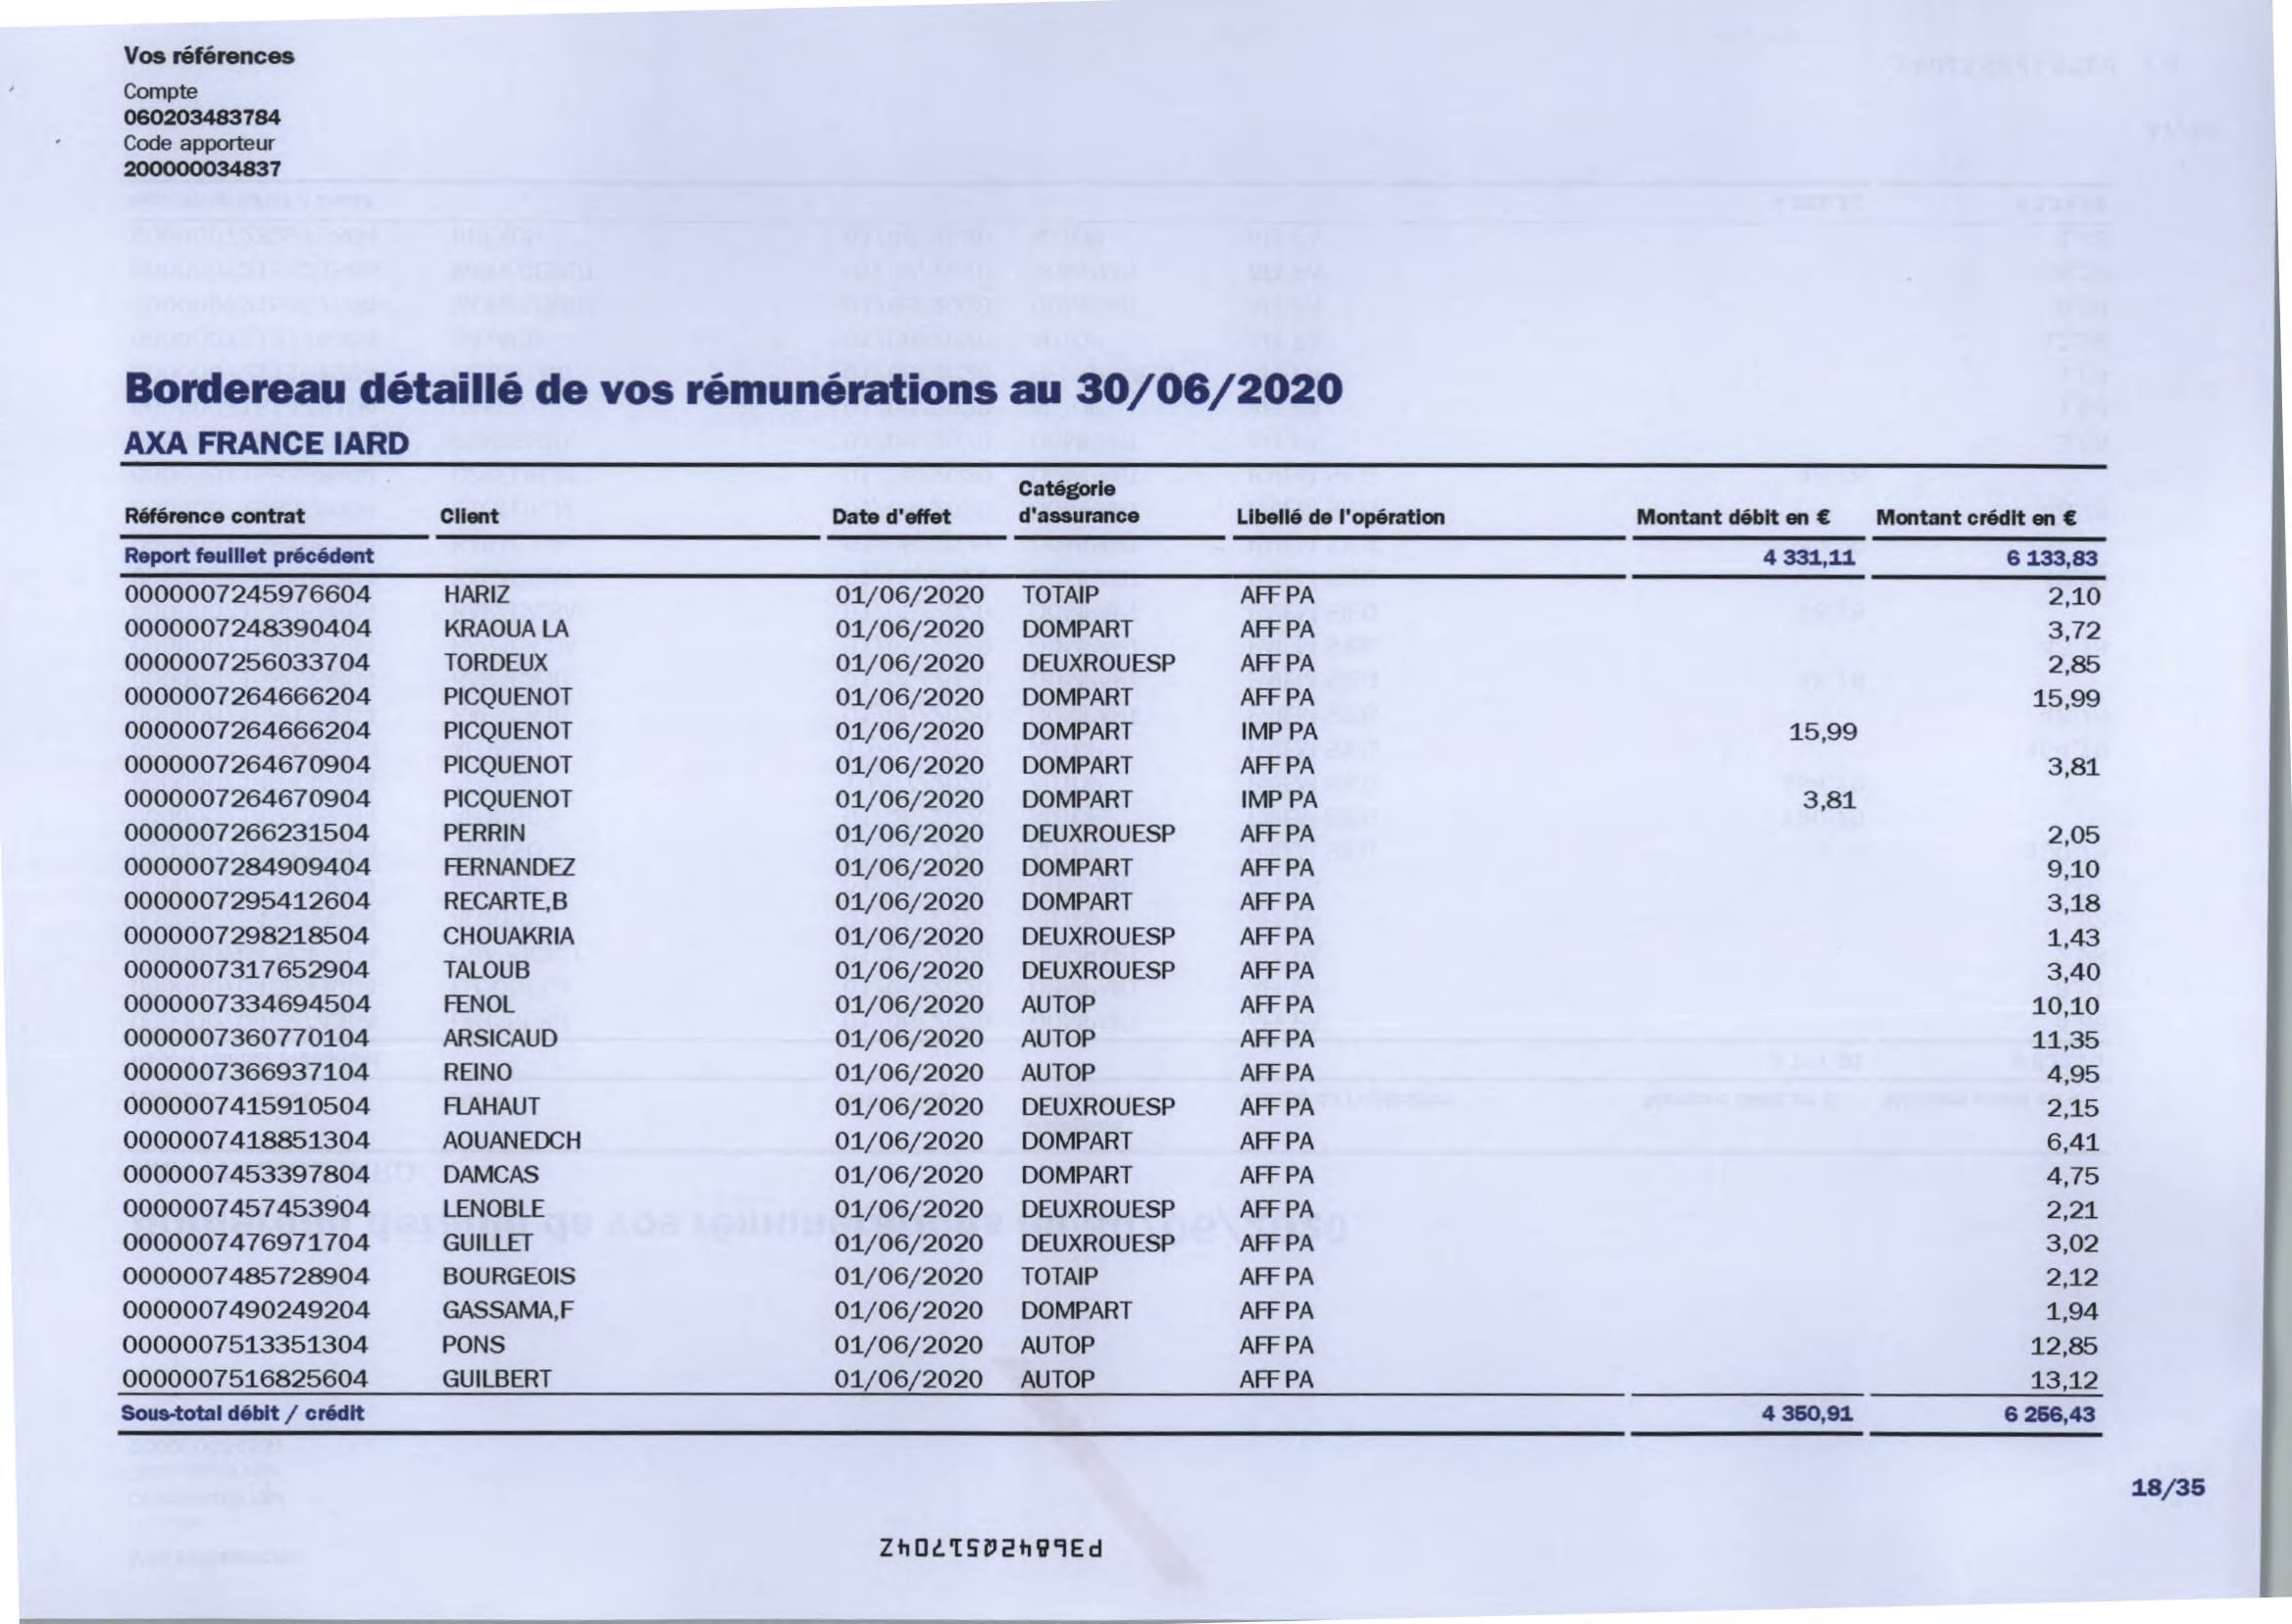 Vos références
Compte
060203483784
Code apporteur
200000034837
Bordereau détaillé de vos rémunérations au 30/06/2020
AXA FRANCE IARD
Référence contrat Client Date d'effet Catégorie d'assurance Libellé de l'opération Montant débit en € Montant crédit en €
Report feuillet précédent 4 331,11 6 133,83
0000007245976604 HARIZ 01/06/2020 TOTAIP AFF PA 2,10
0000007248390404 KRAOUA LA 01/06/2020 DOMPART AFF PA 3,72
0000007256033704 TORDEUX 01/06/2020 DEUXROUESP AFF PA 2,85
0000007264666204 PICQUENOT 01/06/2020 DOMPART AFF PA 15,99
0000007264666204 PICQUENOT 01/06/2020 DOMPART IMP PA 15,99
0000007264670904 PICQUENOT 01/06/2020 DOMPART AFF PA 3,81
0000007264670904 PICQUENOT 01/06/2020 DOMPART IMP PA 3,81
0000007266231504 PERRIN 01/06/2020 DEUXROUESP AFF PA 2,05
0000007284909404 FERNANDEZ 01/06/2020 DOMPART AFF PA 9,10
0000007295412604 RECARTE,B 01/06/2020 DOMPART AFF PA 3,18
0000007298218504 CHOUAKRIA 01/06/2020 DEUXROUESP AFF PA 1,43
0000007317652904 TALOUB 01/06/2020 DEUXROUESP AFF PA 3,40
0000007334694504 FENOL 01/06/2020 AUTOP AFF PA 10,10
0000007360770104 ARSICAUD 01/06/2020 AUTOP AFF PA 11,35
0000007366937104 REINO 01/06/2020 AUTOP AFF PA 4,95
0000007415910504 FLAHAUT 01/06/2020 DEUXROUESP AFF PA 2,15
0000007418851304 AOUANEDCH 01/06/2020 DOMPART AFF PA 6,41
0000007453397804 DAMCAS 01/06/2020 DOMPART AFF PA 4,75
0000007457453904 LENOBLE 01/06/2020 DEUXROUESP AFF PA 2,21
0000007476971704 GUILLET 01/06/2020 DEUXROUESP AFF PA 3,02
0000007485728904 BOURGEOIS 01/06/2020 TOTAIP AFF PA 2,12
0000007490249204 GASSAMA,F 01/06/2020 DOMPART AFF PA 1,94
0000007513351304 PONS 01/06/2020 AUTOP AFF PA 12,85
0000007516825604 GUILBERT 01/06/2020 AUTOP AFF PA 13,12
Sous-total débit / crédit 4 350,91 6 256,43
18/35